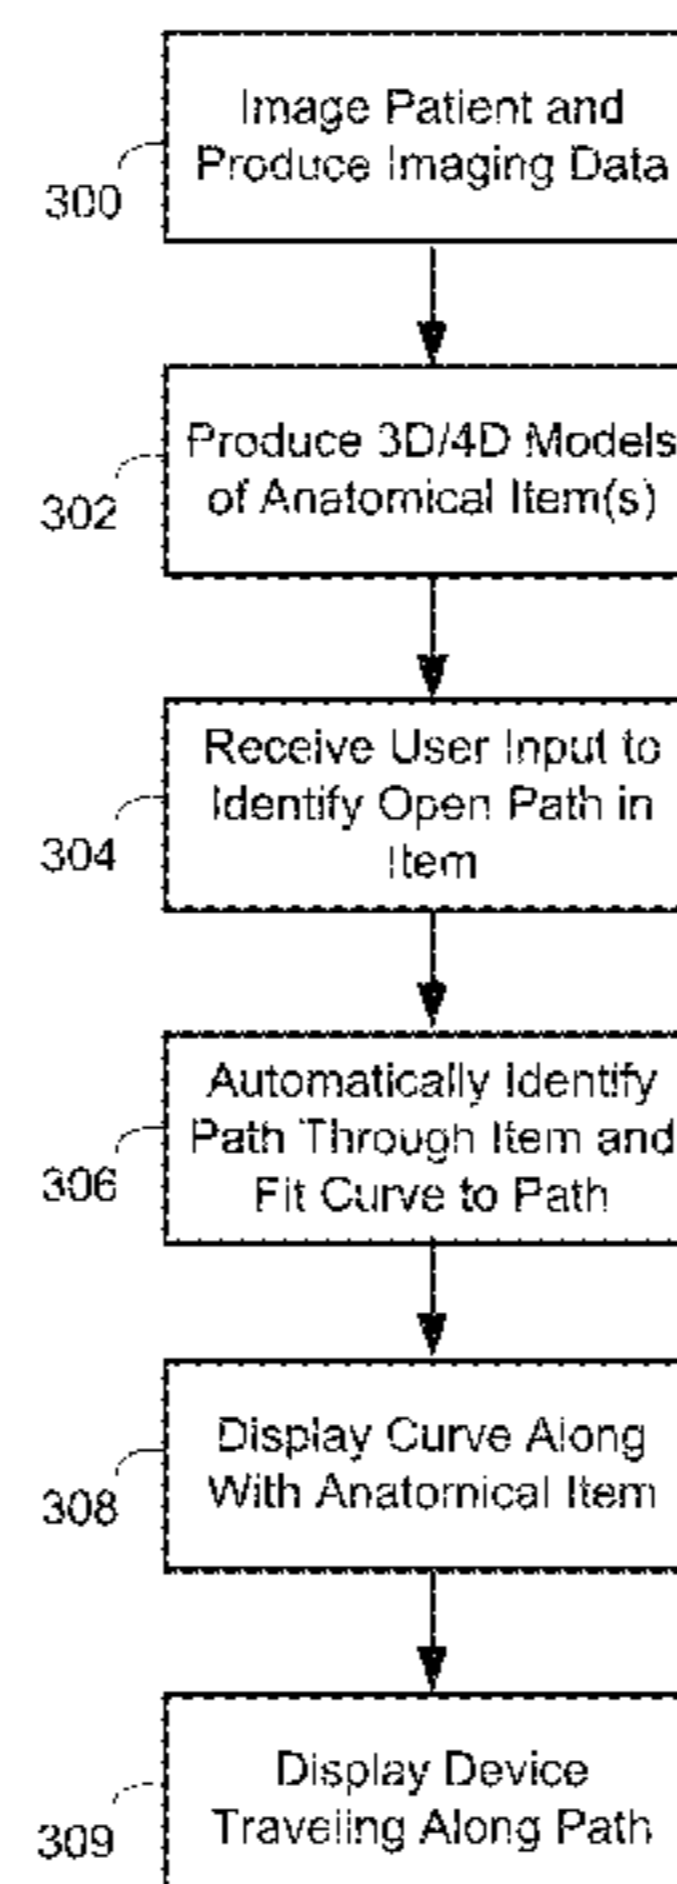 Image Patient and
Produce Imaging Data
300
Produce 3D/4D Models
of Anatomical Item(s)
302
Receive User Input to
Identify Open Path in
Item
304
Automatically Identify
Path Through Item and
Fit Curve to Path
306
Display Curve Along
With Anatomical Item
308
Display Device
Traveling Along Path
309